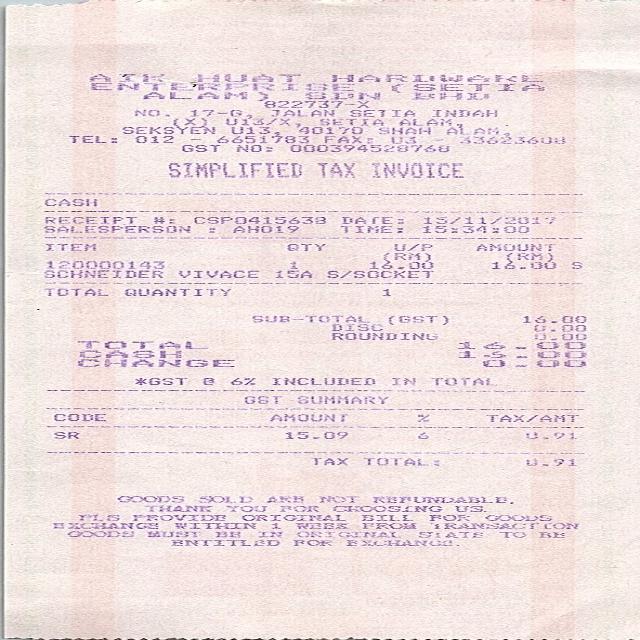 AIK HUAT HARDWARE
ENTERPRISE (SETIA
ALAM) SDN BHD
822737-X
NO. 17-G, JALAN SETIA INDAH
(X) U13/X, SETIA ALAM,
SEKSYEN U13, 40170 SHAH ALAM,
TEL: 012 - 6651783 FAX: 03 - 33623608
GST NO: 000394528768
SIMPLIFIED TAX INVOICE
CASH
RECEIPT #: CSP0415638 DATE: 13/11/2017
SALESPERSON : AH019 TIME: 15:34:00
ITEM QTY U/P AMOUNT
(RM) (RM)
120000143 1 16.00 16.00 S
SCHNEIDER VIVACE 15A S/SOCKET
TOTAL QUANTITY 1
SUB-TOTAL (GST) 16.00
DISC 0.00
ROUNDING 0.00
TOTAL 16.00
CASH
CHANGE 0.00
*GST @ 6% INCLUDED IN TOTAL
GST SUMMARY
CODE AMOUNT % TAX/AMT
SR 15.09 6 0.91
TAX TOTAL: 0.91
GOODS SOLD ARE NOT REFUNDABLE.
THANK YOU FOR CHOOSING US.
PLS PROVIDE ORIGINAL BILL FOR GOODS
EXCHANGE WITHIN 1 WEEK FROM TRANSACTION
GOODS MUST BE IN ORIGINAL STATE TO BE
ENTITLED FOR EXCHANGE.